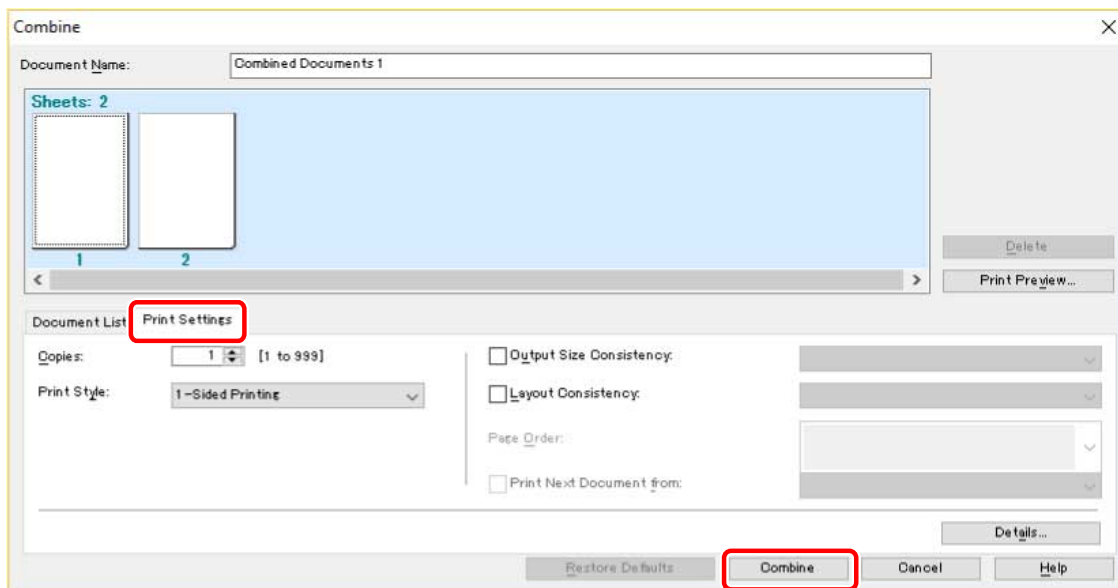 Combine
Document Name: Combined Documents 1
Sheets: 2
1 2
Delete
Print Preview...
Document List Print Settings
Copies: 1 [1 to 999]
Output Size Consistency:
Print Style: 1-Sided Printing
Layout Consistency:
Page Order:
Print Next Document from:
Details...
Restore Defaults Combine Cancel Help